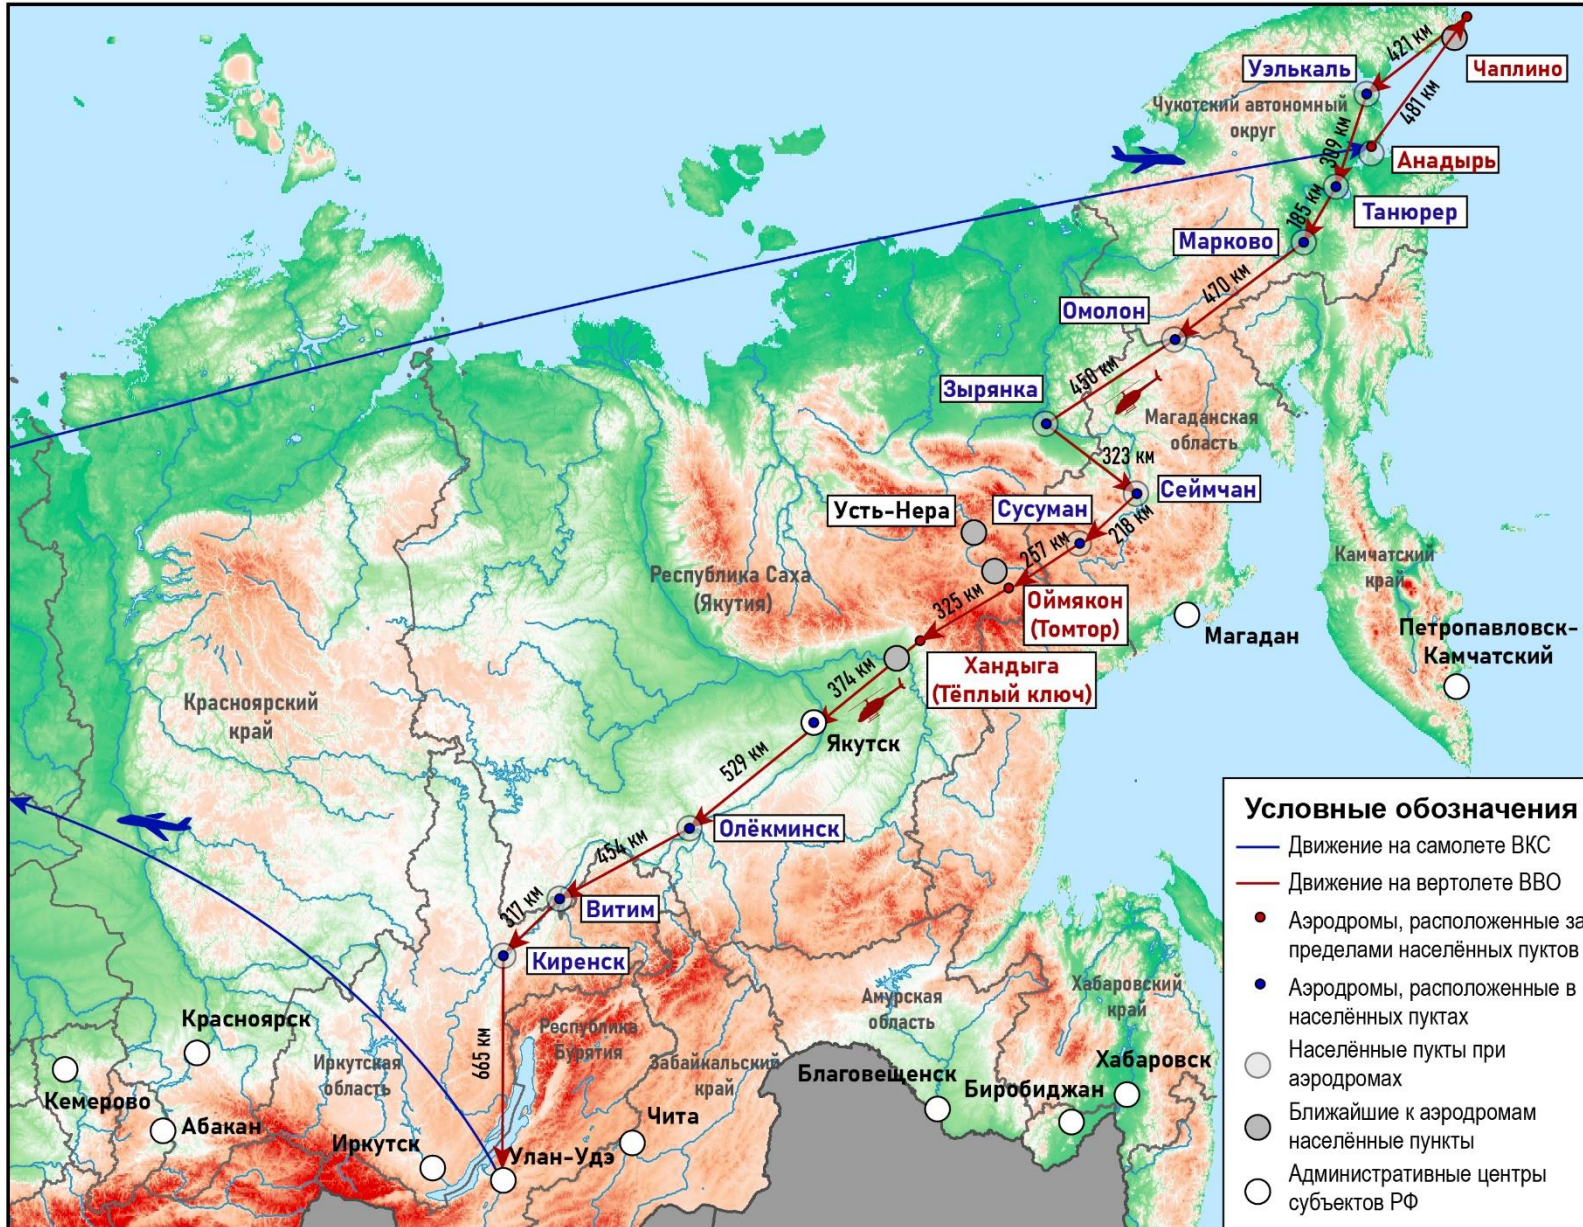 421 км
Чаплино
Уэлькаль
Чукотский автономный
округ
481 км
309 км
Анадырь
Танюрер
185 км
Марково
470 км
Омолон
450 км
Зырянка
Магаданская
область
323 км
Сеймчан
Усть-Нера
Сусуман
218 км
257 км
Камчатский
край
Республика Саха
(Якутия)
325 км
Оймякон
(Томтор)
Магадан
Петропавловск-
Камчатский
Хандыга
(Тёплый ключ)
374 км
Красноярский
край
Якутск
529 км
Олёкминск
454 км
Витим
317 км
Киренск
665 км
Красноярск
Кемерово
Абакан
Иркутская
область
Иркутск
Республика
Бурятия
Улан-Удэ
Забайкальский
край
Чита
Амурская
область
Благовещенск
Хабаровский
край
Биробиджан
Хабаровск
Условные обозначения
Движение на самолете ВКС
Движение на вертолете ВВО
Аэродромы, расположенные за
пределами населённых пуктов
Аэродромы, расположенные в
населённых пуктах
Населённые пукты при
аэродромах
Ближайшие к аэродромам
населённые пункты
Административные центры
субъектов РФ